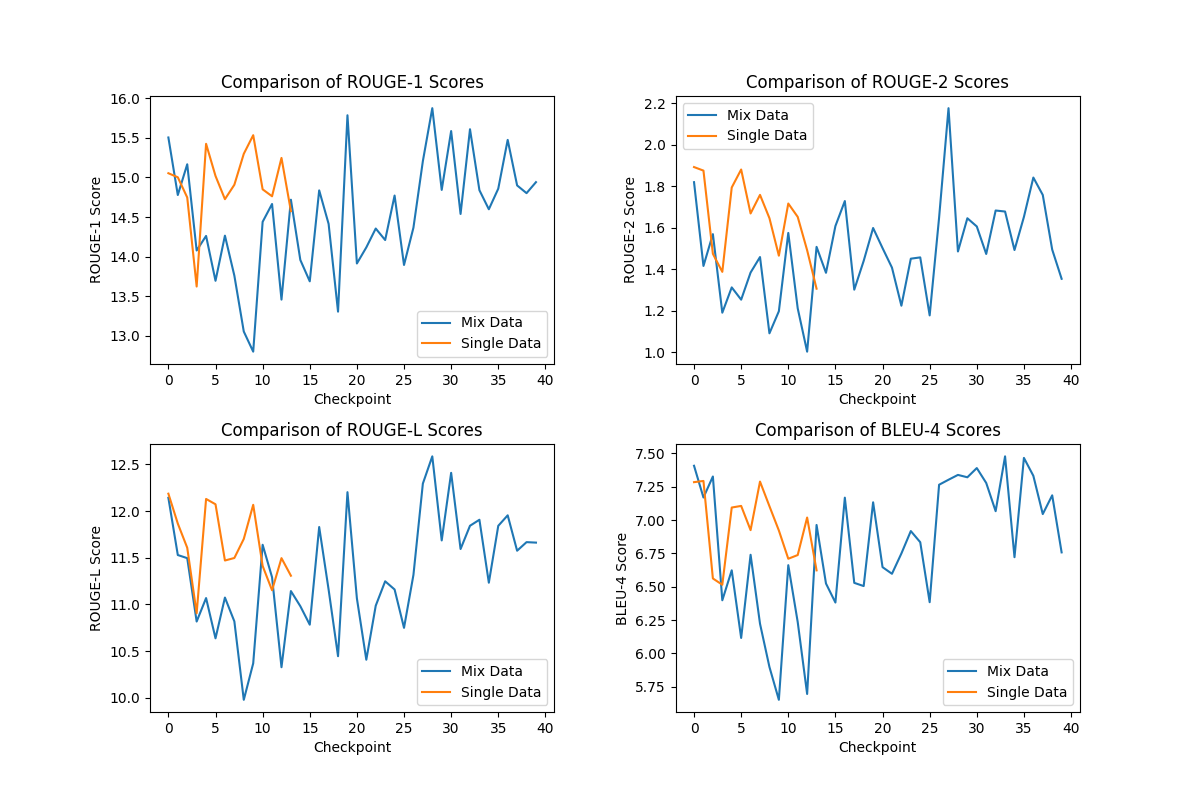 Comparison of ROUGE-1 Scores
16.0
15.5
15.0
14.5
14.0
13.5
13.0
ROUGE-1 Score
Mix Data
Single Data
0 5 10 15 20 25 30 35 40
Checkpoint
Comparison of ROUGE-2 Scores
2.2
2.0
1.8
1.6
1.4
1.2
1.0
ROUGE-2 Score
Mix Data
Single Data
0 5 10 15 20 25 30 35 40
Checkpoint
Comparison of ROUGE-L Scores
12.5
12.0
11.5
11.0
10.5
10.0
ROUGE-L Score
Mix Data
Single Data
0 5 10 15 20 25 30 35 40
Checkpoint
Comparison of BLEU-4 Scores
7.50
7.25
7.00
6.75
6.50
6.25
6.00
5.75
BLEU-4 Score
Mix Data
Single Data
0 5 10 15 20 25 30 35 40
Checkpoint